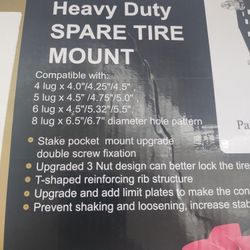 Heavy Duty
SPARE TIRE
MOUNT
Compatible with:
4 lug x 4.0"/4.25"/4.5"
5 lug x 4.5" /4.75"/5.0"
6 lug x 4.5"/5.32"/5.5"
8 lug x 6.5"/6.7" diameter hole pattern
Stake pocket mount upgrade
double screw fixation
Upgraded 3 Nut design can better lock the tire
T-shaped reinforcing rib structure
Upgrade and add limit plates to make the con
Prevent shaking and loosening, increase stab
Pa